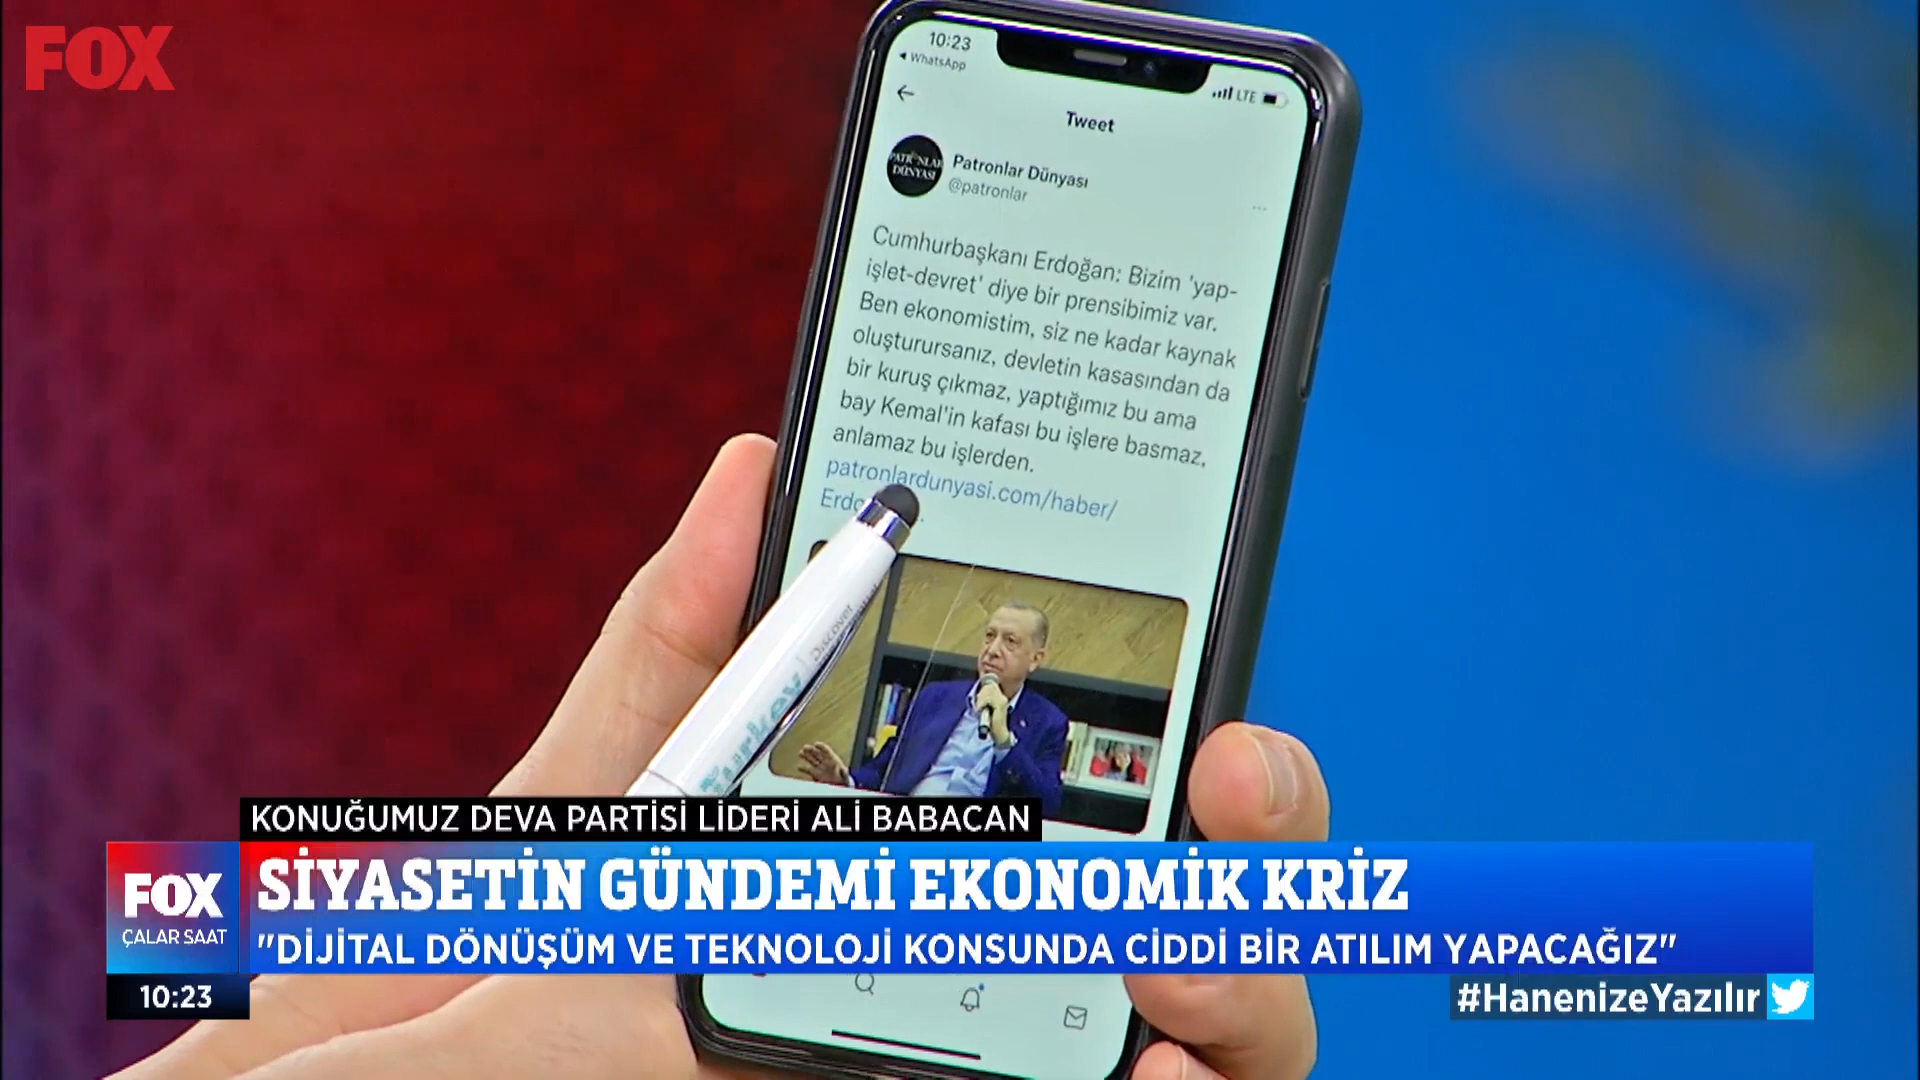 FOX
10:23
WhatsApp
LTE
Tweet
PATRONLAR
DÜNYASI
Patronlar Dünyası
@patronlar
Cumhurbaşkanı Erdoğan: Bizim 'yap-
işlet-devret' diye bir prensibimiz var.
Ben ekonomistim, siz ne kadar kaynak
oluşturursanız, devletin kasasından da
bir kuruş çıkmaz, yaptığımız bu ama
bay Kemal'in kafası bu işlere basmaz,
anlamaz bu işlerden.
patronlardunyasi.com/haber/
Discover
KONUĞUMUZ DEVA PARTİSİ LİDERİ ALİ BABACAN
FOX
ÇALAR SAAT
SİYASETİN GÜNDEMİ EKONOMİK KRİZ
"DİJİTAL DÖNÜŞÜM VE TEKNOLOJİ KONSUNDA CİDDİ BİR ATILIM YAPACAĞIZ"
10:23
#HanenizeYazılır